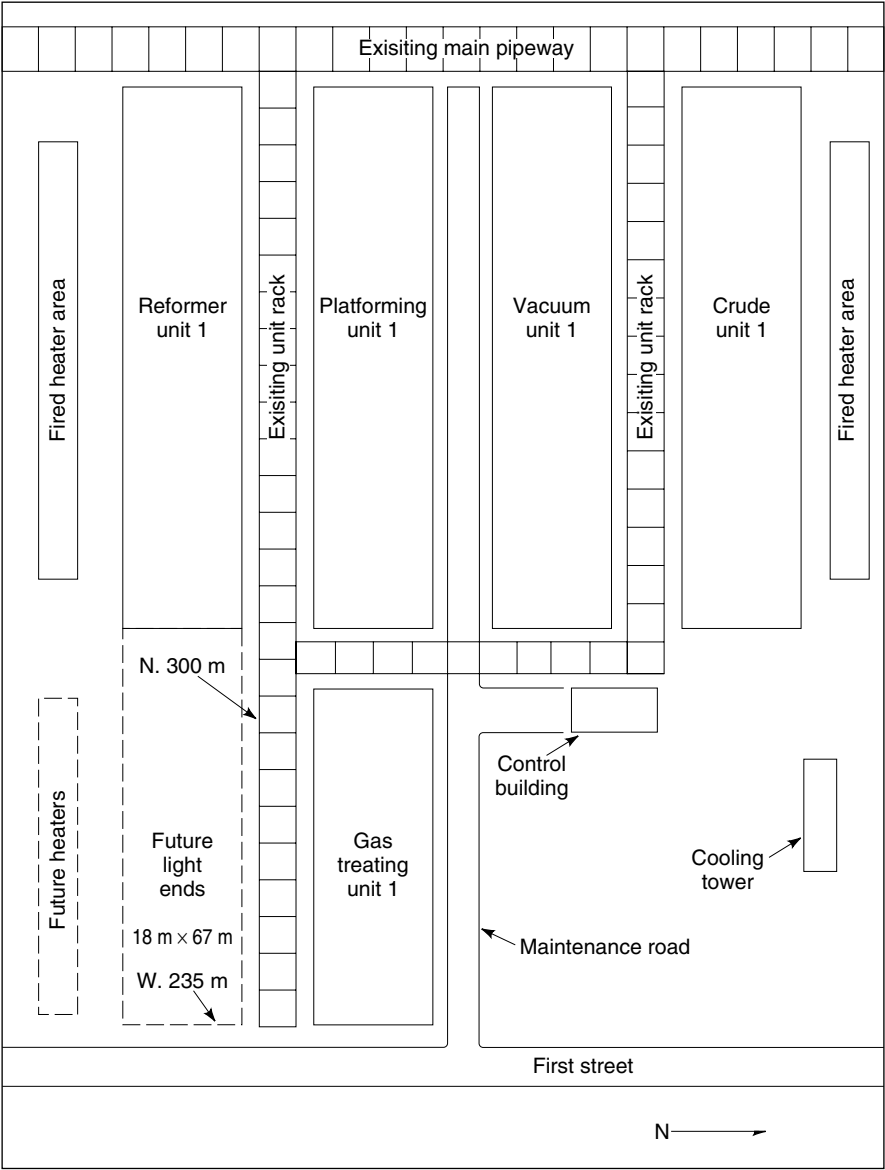 Exisiting main pipeway
Fired heater area
Reformer
unit 1
Exisiting unit rack
Platforming
unit 1
Vacuum
unit 1
Exisiting unit rack
Crude
unit 1
Fired heater area
N. 300 m
Future heaters
Future
light
ends
18 m × 67 m
W. 235 m
Gas
treating
unit 1
Control
building
Cooling
tower
Maintenance road
First street
N